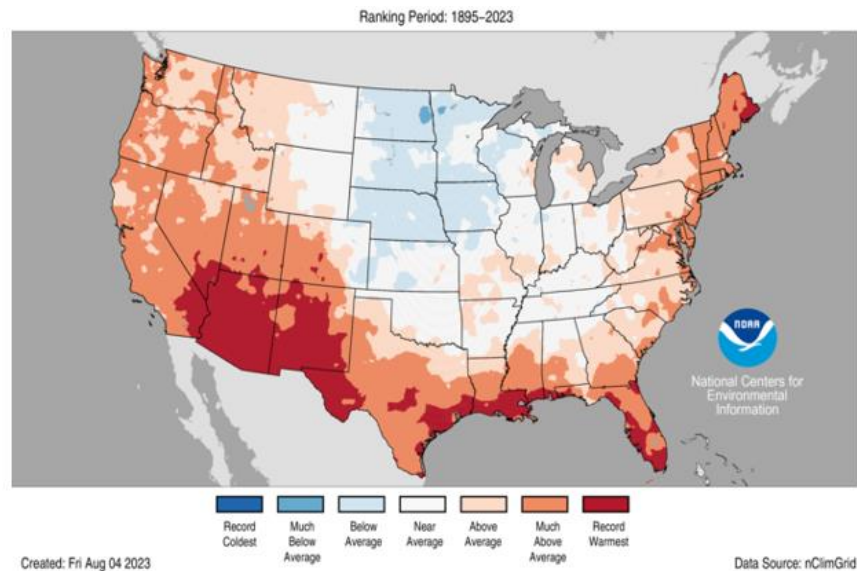 Ranking Period: 1895–2023
NOAA
National Centers for
Environmental
Information
Record
Coldest
Much
Below
Average
Below
Average
Near
Average
Above
Average
Much
Above
Average
Record
Warmest
Created: Fri Aug 04 2023
Data Source: nClimGrid